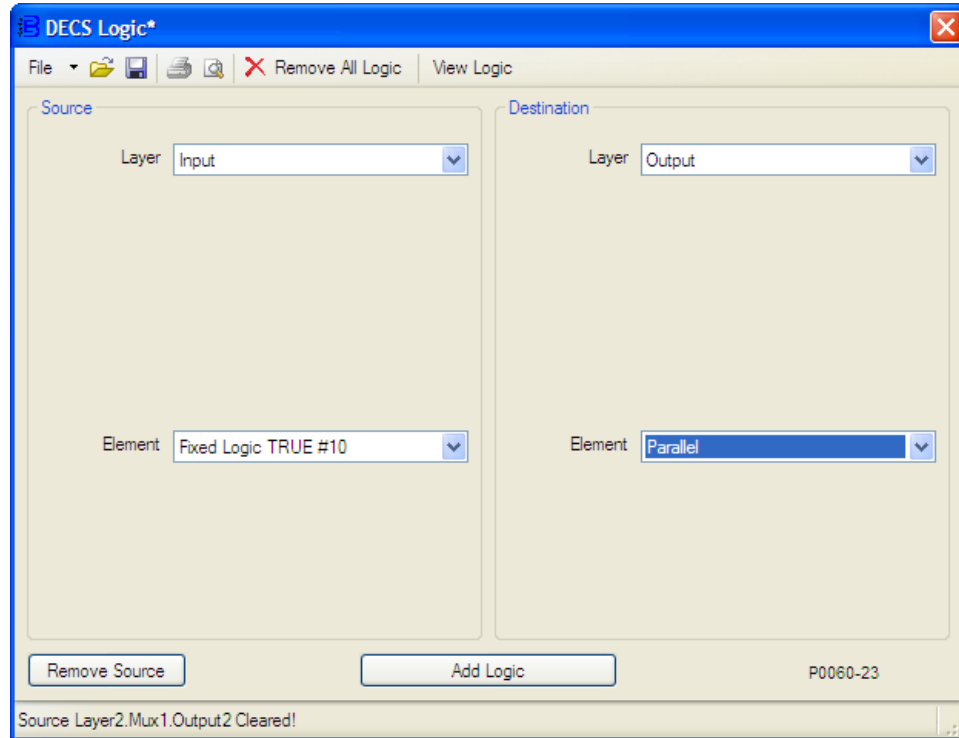 DECS Logic*
File Remove All Logic View Logic
Source Destination
Layer Input Layer Output
Element Fixed Logic TRUE #10 Element Parallel
Remove Source Add Logic P0060-23
Source Layer2.Mux1.Output2 Cleared!